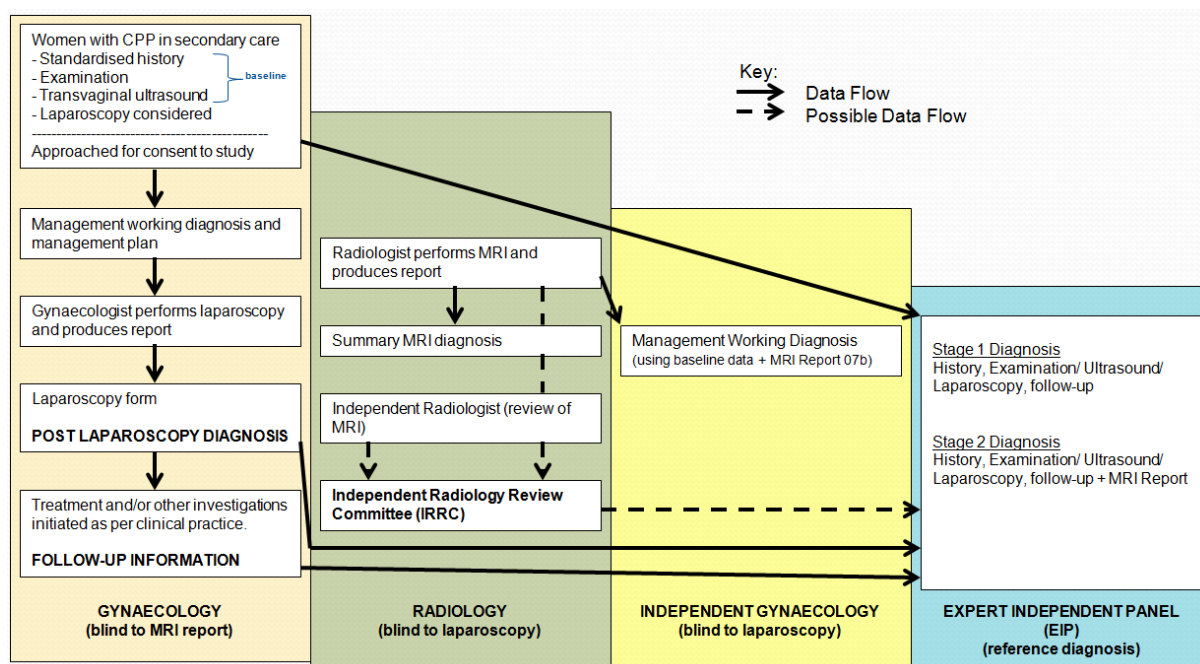 Women with CPP in secondary care
- Standardised history
- Examination
- Transvaginal ultrasound
baseline
- Laparoscopy considered
-----------------------------------------------
Approached for consent to study
Management working diagnosis and
management plan
Gynaecologist performs laparoscopy
and produces report
Laparoscopy form
POST LAPAROSCOPY DIAGNOSIS
Treatment and/or other investigations
initiated as per clinical practice.
FOLLOW-UP INFORMATION
GYNAECOLOGY
(blind to MRI report)
Radiologist performs MRI and
produces report
Summary MRI diagnosis
Independent Radiologist (review of
MRI)
Independent Radiology Review
Committee (IRRC)
RADIOLOGY
(blind to laparoscopy)
Key:
Data Flow
Possible Data Flow
Management Working Diagnosis
(using baseline data + MRI Report 07b)
INDEPENDENT GYNAECOLOGY
(blind to laparoscopy)
Stage 1 Diagnosis
History, Examination/ Ultrasound/
Laparoscopy, follow-up
Stage 2 Diagnosis
History, Examination/ Ultrasound/
Laparoscopy, follow-up + MRI Report
EXPERT INDEPENDENT PANEL
(EIP)
(reference diagnosis)